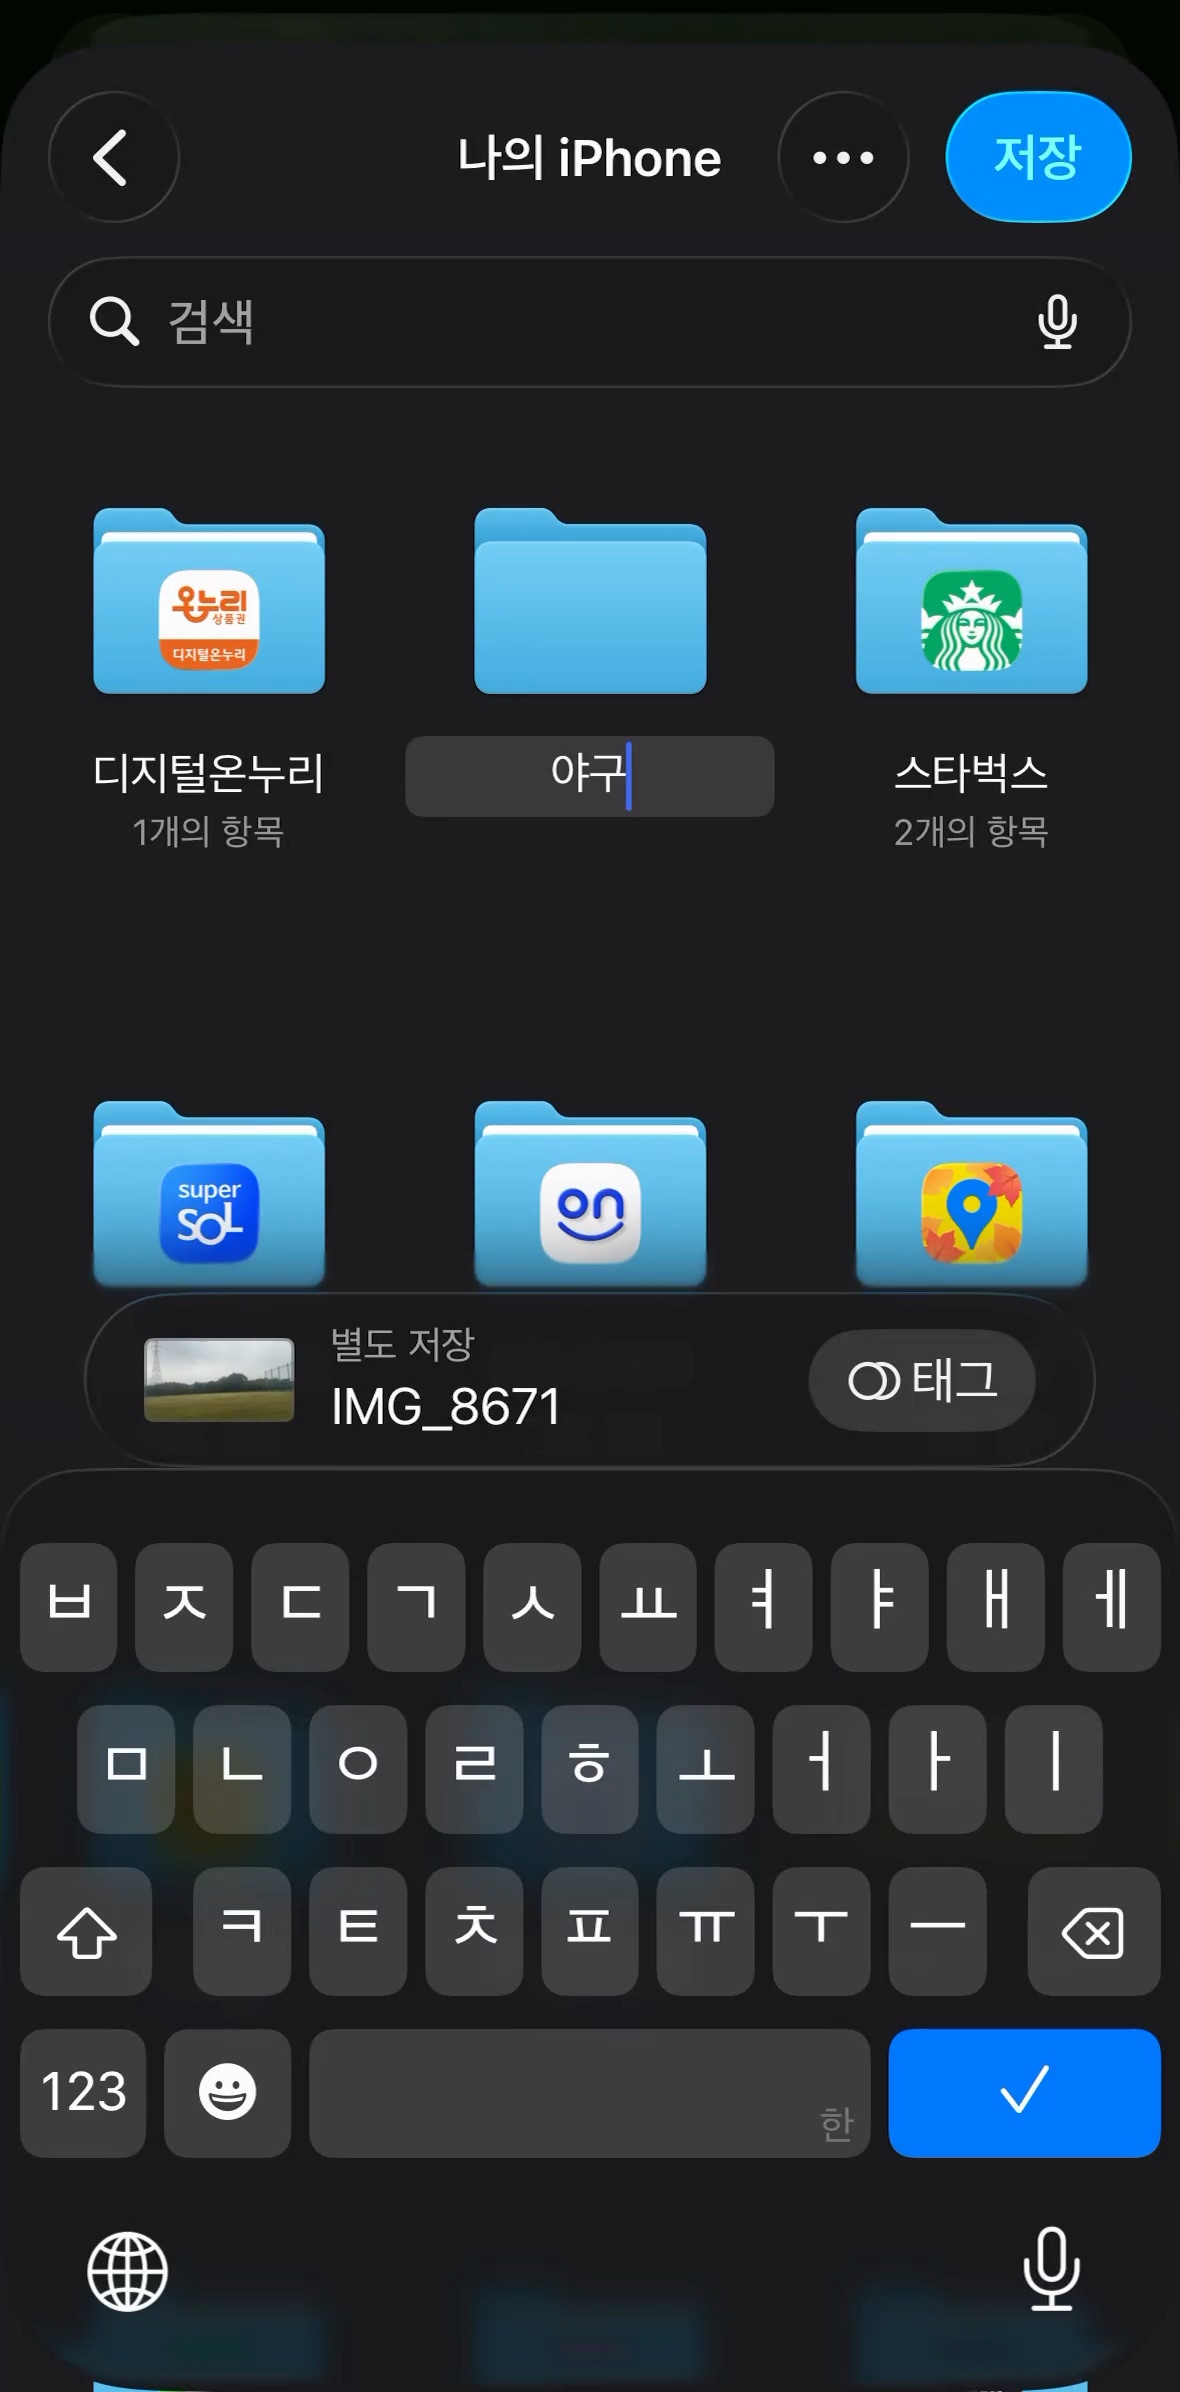 나의 iPhone
저장
검색
온누리
상품권
디지털온누리
디지털온누리
1개의 항목
야구
스타벅스
2개의 항목
super
SOL
on
별도 저장
IMG_8671
태그
ㅂ ㅈ ㄷ ㄱ ㅅ ㅛ ㅕ ㅑ ㅐ ㅔ
ㅁ ㄴ ㅇ ㄹ ㅎ ㅗ ㅓ ㅏ ㅣ
ㅋ ㅌ ㅊ ㅍ ㅠ ㅜ ㅡ
123
한